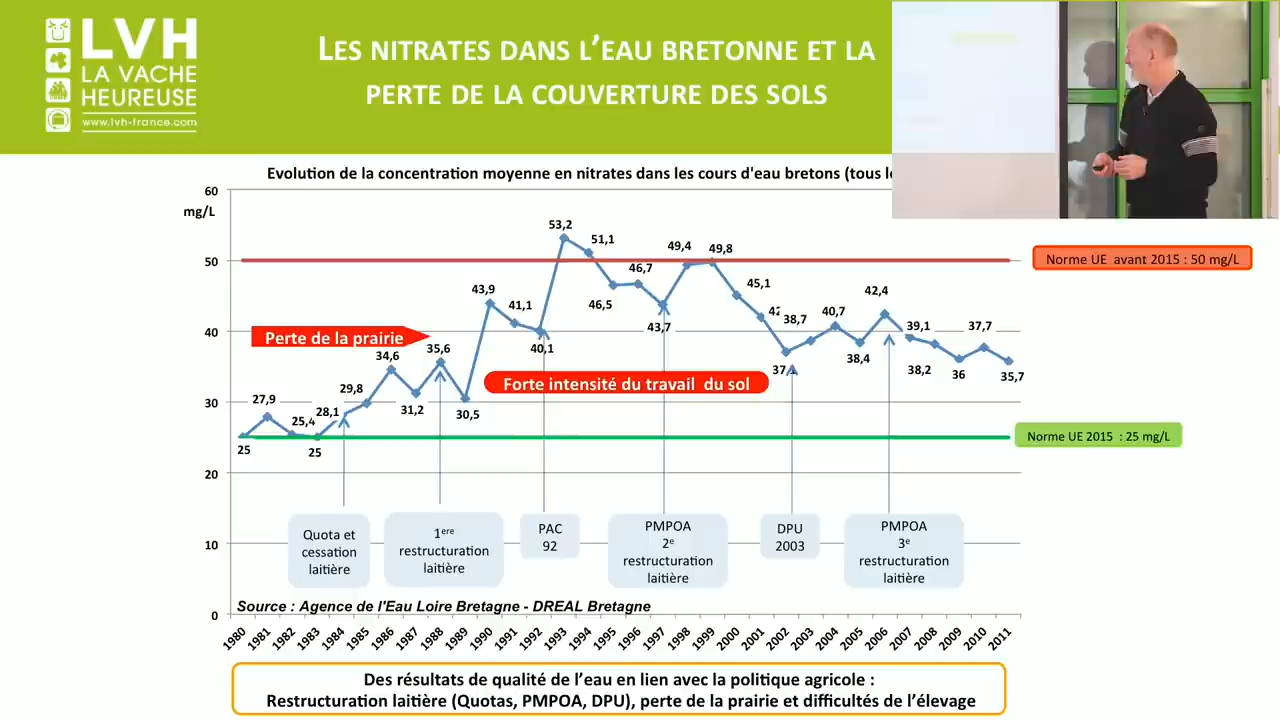 LVH
LA VACHE
HEUREUSE
www.lvh-france.com
LES NITRATES DANS L’EAU BRETONNE ET LA
PERTE DE LA COUVERTURE DES SOLS
Evolution de la concentration moyenne en nitrates dans les cours d'eau bretons (tous
60
mg/L
50
40
30
20
10
0
53,2
51,1
49,4
49,8
46,7
46,5
45,1
43,9
43,7
42,4
41,1
40,1
40,7
38,7
39,1
37,7
38,4
38,2
36
35,7
35,6
34,6
31,2
30,5
29,8
28,1
27,9
25,4
25
25
Norme UE avant 2015 : 50 mg/L
Perte de la prairie
Forte intensité du travail du sol
Norme UE 2015 : 25 mg/L
Quota et
cessation
laitière
1ere
restructuration
laitière
PAC
92
PMPOA
2e
restructuration
laitière
DPU
2003
PMPOA
3e
restructuration
laitière
Source : Agence de l'Eau Loire Bretagne - DREAL Bretagne
1980 1981 1982 1983 1984 1985 1986 1987 1988 1989 1990 1991 1992 1993 1994 1995 1996 1997 1998 1999 2000 2001 2002 2003 2004 2005 2006 2007 2008 2009 2010 2011
Des résultats de qualité de l’eau en lien avec la politique agricole :
Restructuration laitière (Quotas, PMPOA, DPU), perte de la prairie et difficultés de l’élevage